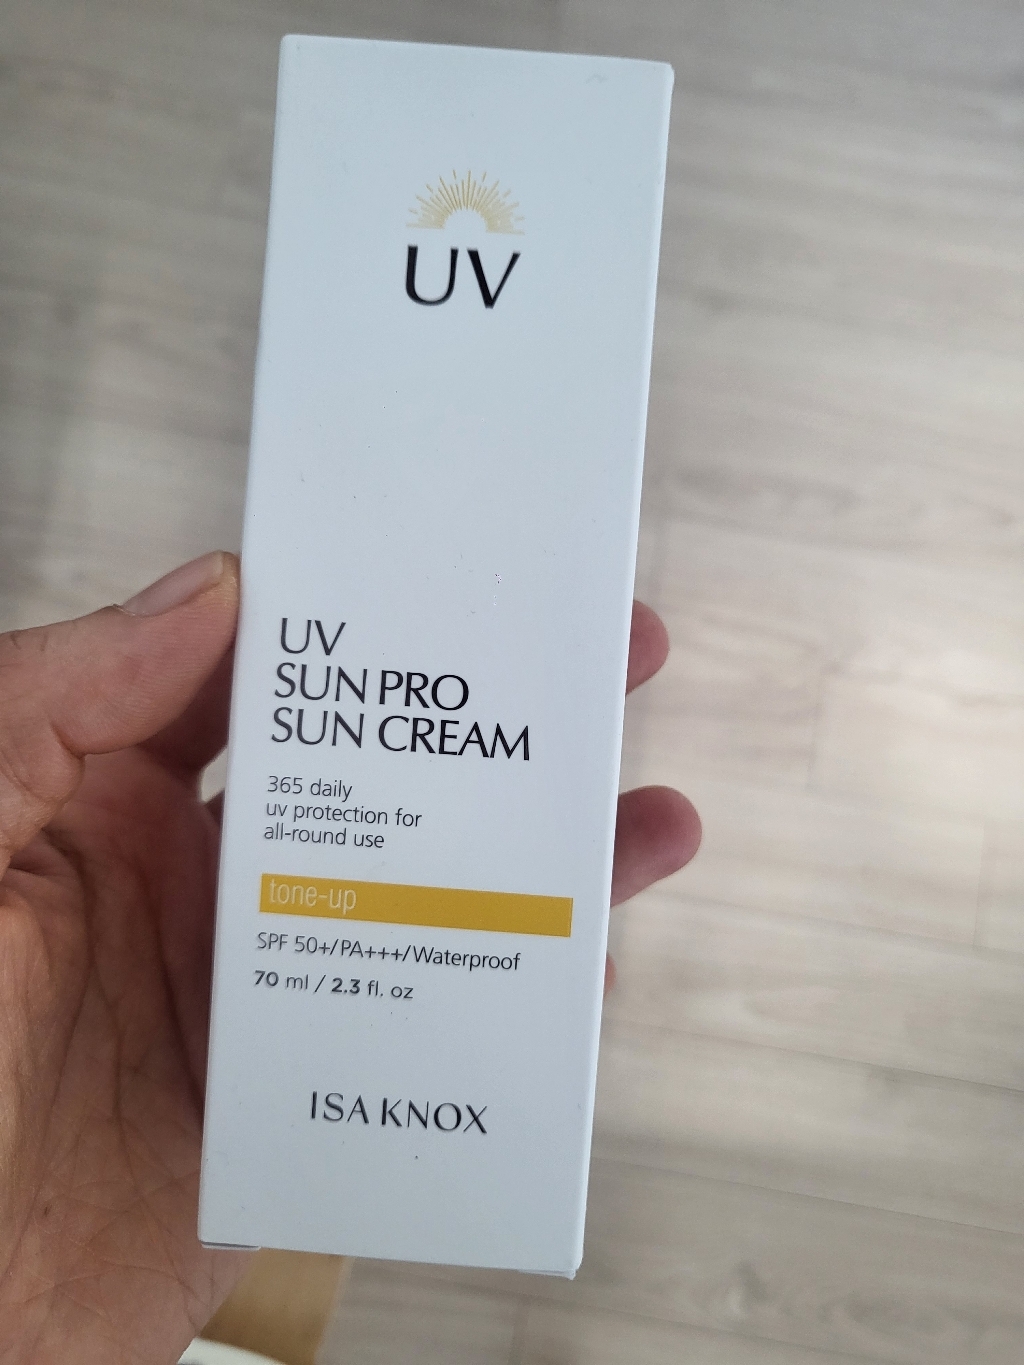 UV
UV
SUN PRO
SUN CREAM
365 daily
uv protection for
all-round use
tone-up
SPF 50+/PA+++/Waterproof
70 ml / 2.3 fl. oz
ISA KNOX